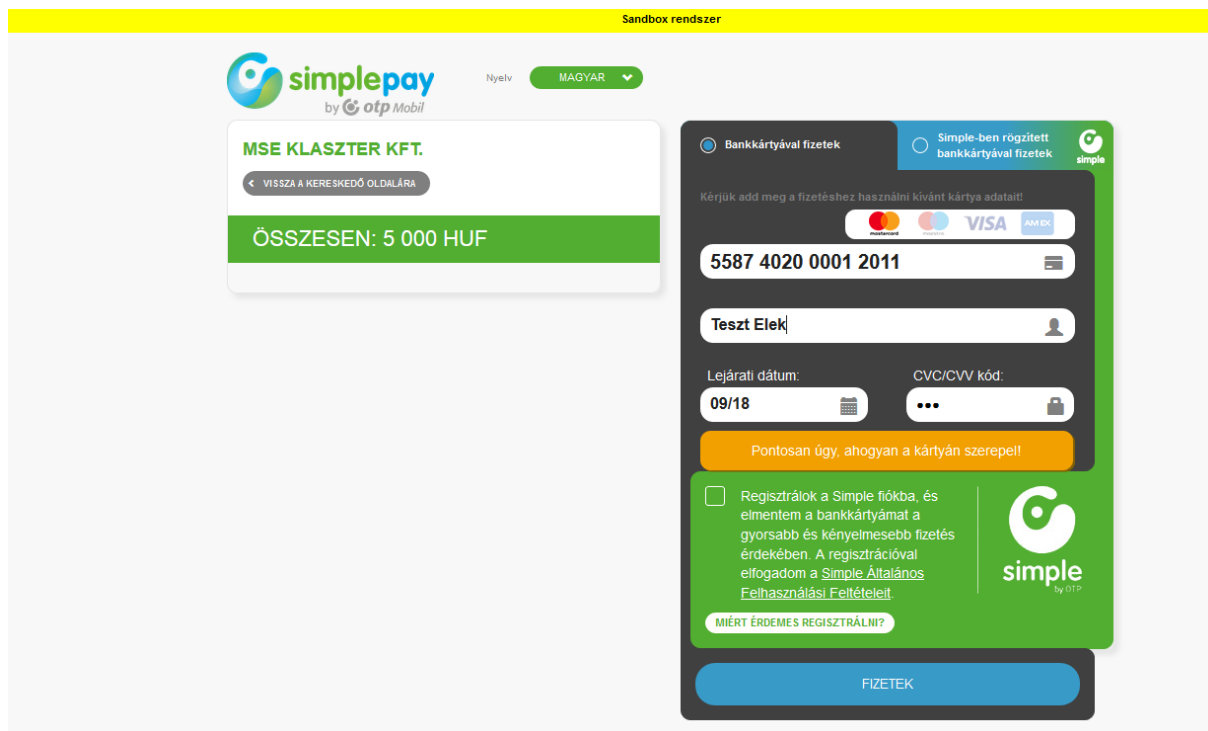 Sandbox rendszer
simplepay
by otp Mobil
Nyelv
MAGYAR
MSE KLASZTER KFT.
VISSZA A KERESKEDŐ OLDALÁRA
ÖSSZESEN: 5 000 HUF
Bankkártyával fizetek
Simple-ben rögzített
bankkártyával fizetek
simple
Kérjük add meg a fizetéshez használni kívánt kártya adatait!
mastercard maestro VISA AMEX
5587 4020 0001 2011
Teszt Elek
Lejárati dátum:
CVC/CVV kód:
09/18
•••
Pontosan úgy, ahogyan a kártyán szerepel!
Regisztrálok a Simple fiókba, és
elmentem a bankkártyámat a
gyorsabb és kényelmesebb fizetés
érdekében. A regisztrációval
elfogadom a Simple Általános
Felhasználási Feltételeit.
simple
by OTP
MIÉRT ÉRDEMES REGISZTRÁLNI?
FIZETEK